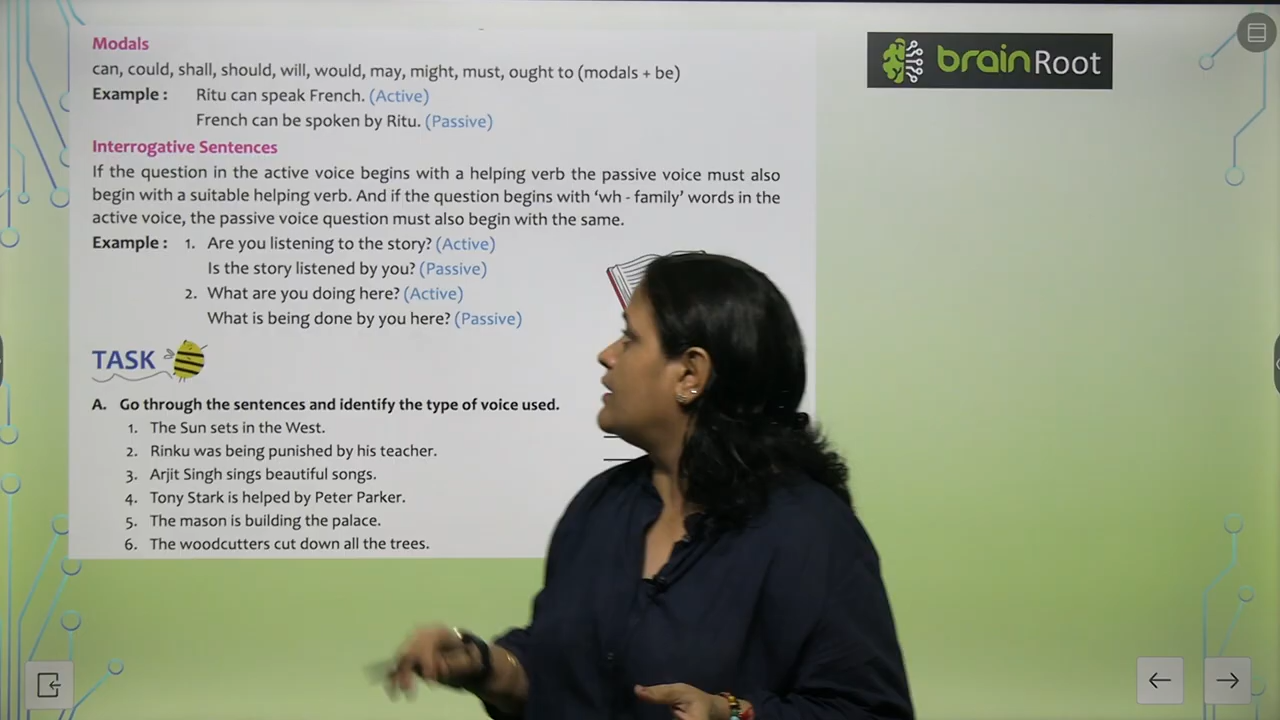 Modals
can, could, shall, should, will, would, may, might, must, ought to (modals + be)
Example : Ritu can speak French. (Active)
French can be spoken by Ritu. (Passive)
Interrogative Sentences
If the question in the active voice begins with a helping verb the passive voice must also
begin with a suitable helping verb. And if the question begins with ‘wh - family’ words in the
active voice, the passive voice question must also begin with the same.
Example : 1. Are you listening to the story? (Active)
Is the story listened by you? (Passive)
2. What are you doing here? (Active)
What is being done by you here? (Passive)
TASK
A. Go through the sentences and identify the type of voice used.
1. The Sun sets in the West.
2. Rinku was being punished by his teacher.
3. Arjit Singh sings beautiful songs.
4. Tony Stark is helped by Peter Parker.
5. The mason is building the palace.
6. The woodcutters cut down all the trees.
brainRoot